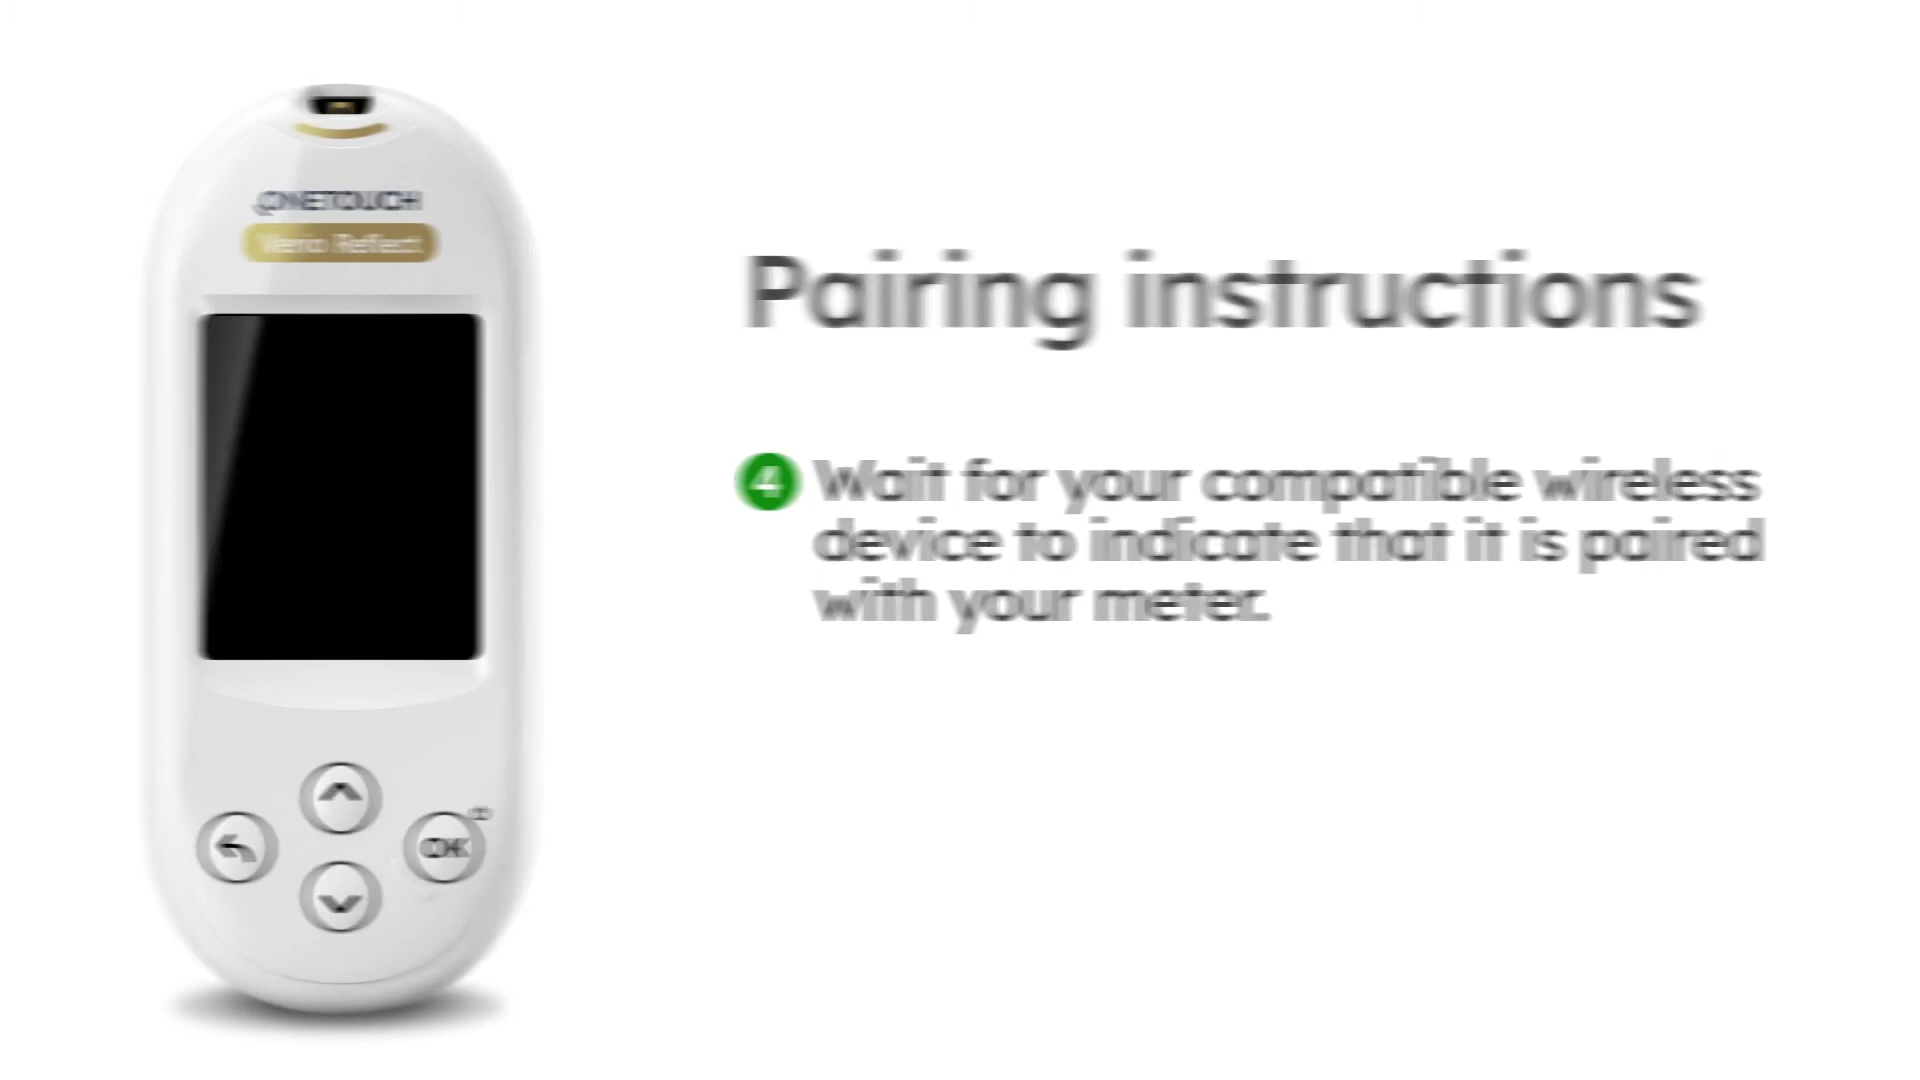 ONETOUCH
Verio Reflect
OK
Pairing instructions
4 Wait for your compatible wireless
device to indicate that it is paired
with your meter.